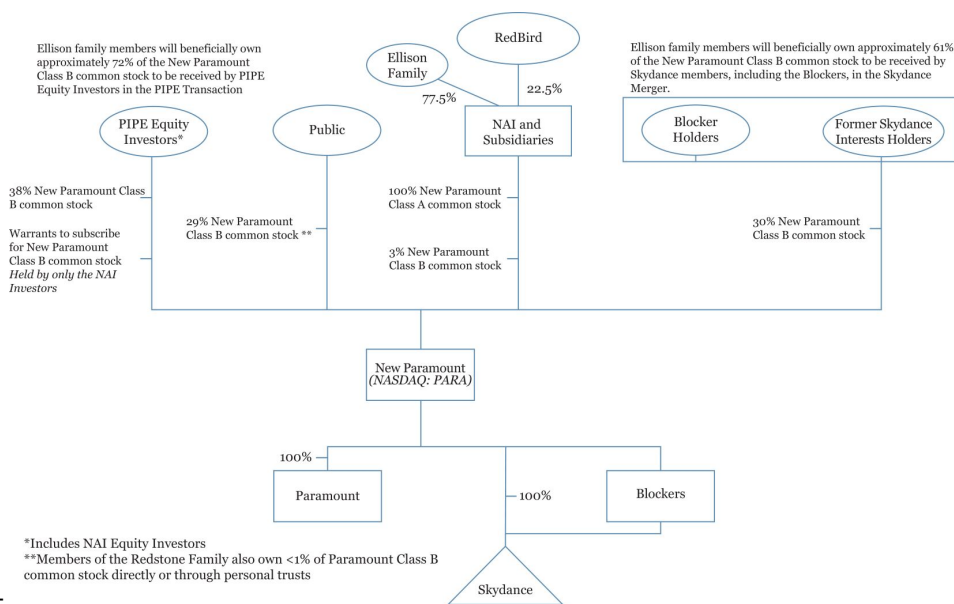 Ellison family members will beneficially own
approximately 72% of the New Paramount
Class B common stock to be received by PIPE
Equity Investors in the PIPE Transaction
Ellison
Family
RedBird
77.5%
22.5%
Ellison family members will beneficially own approximately 61%
of the New Paramount Class B common stock to be received by
Skydance members, including the Blockers, in the Skydance
Merger.
PIPE Equity
Investors*
Public
NAI and
Subsidiaries
Blocker
Holders
Former Skydance
Interests Holders
38% New Paramount Class
B common stock
Warrants to subscribe
for New Paramount
Class B common stock
Held by only the NAI
Investors
29% New Paramount
Class B common stock **
100% New Paramount
Class A common stock
3% New Paramount
Class B common stock
30% New Paramount
Class B common stock
New Paramount
(NASDAQ: PARA)
100%
Paramount
100%
Blockers
Skydance
*Includes NAI Equity Investors
**Members of the Redstone Family also own <1% of Paramount Class B
common stock directly or through personal trusts